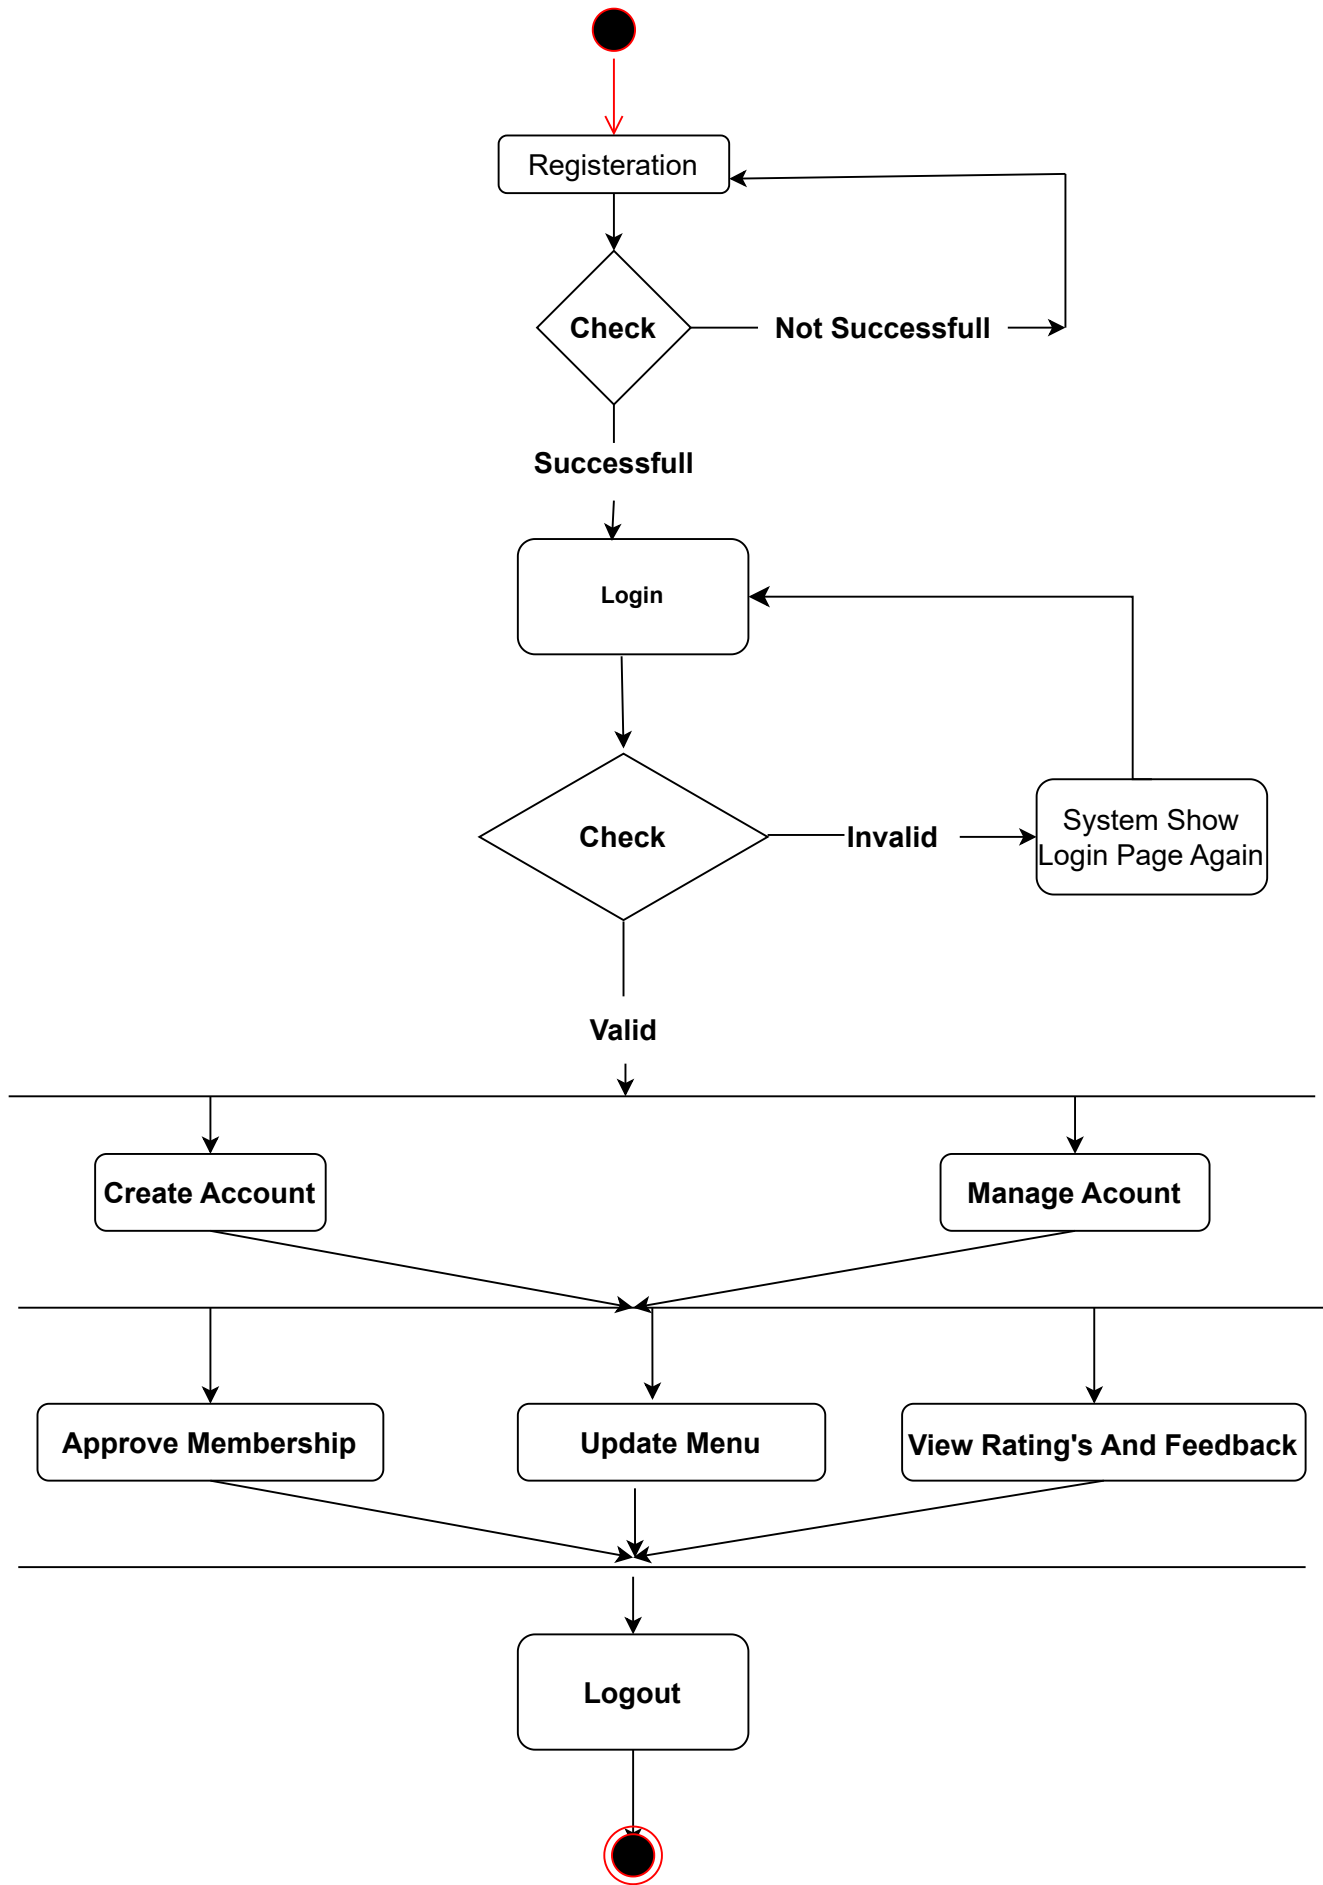 Registeration
Check
Not Successfull
Successfull
Login
Check
Invalid
System Show
Login Page Again
Valid
Create Account
Manage Acount
Approve Membership
Update Menu
View Rating's And Feedback
Logout